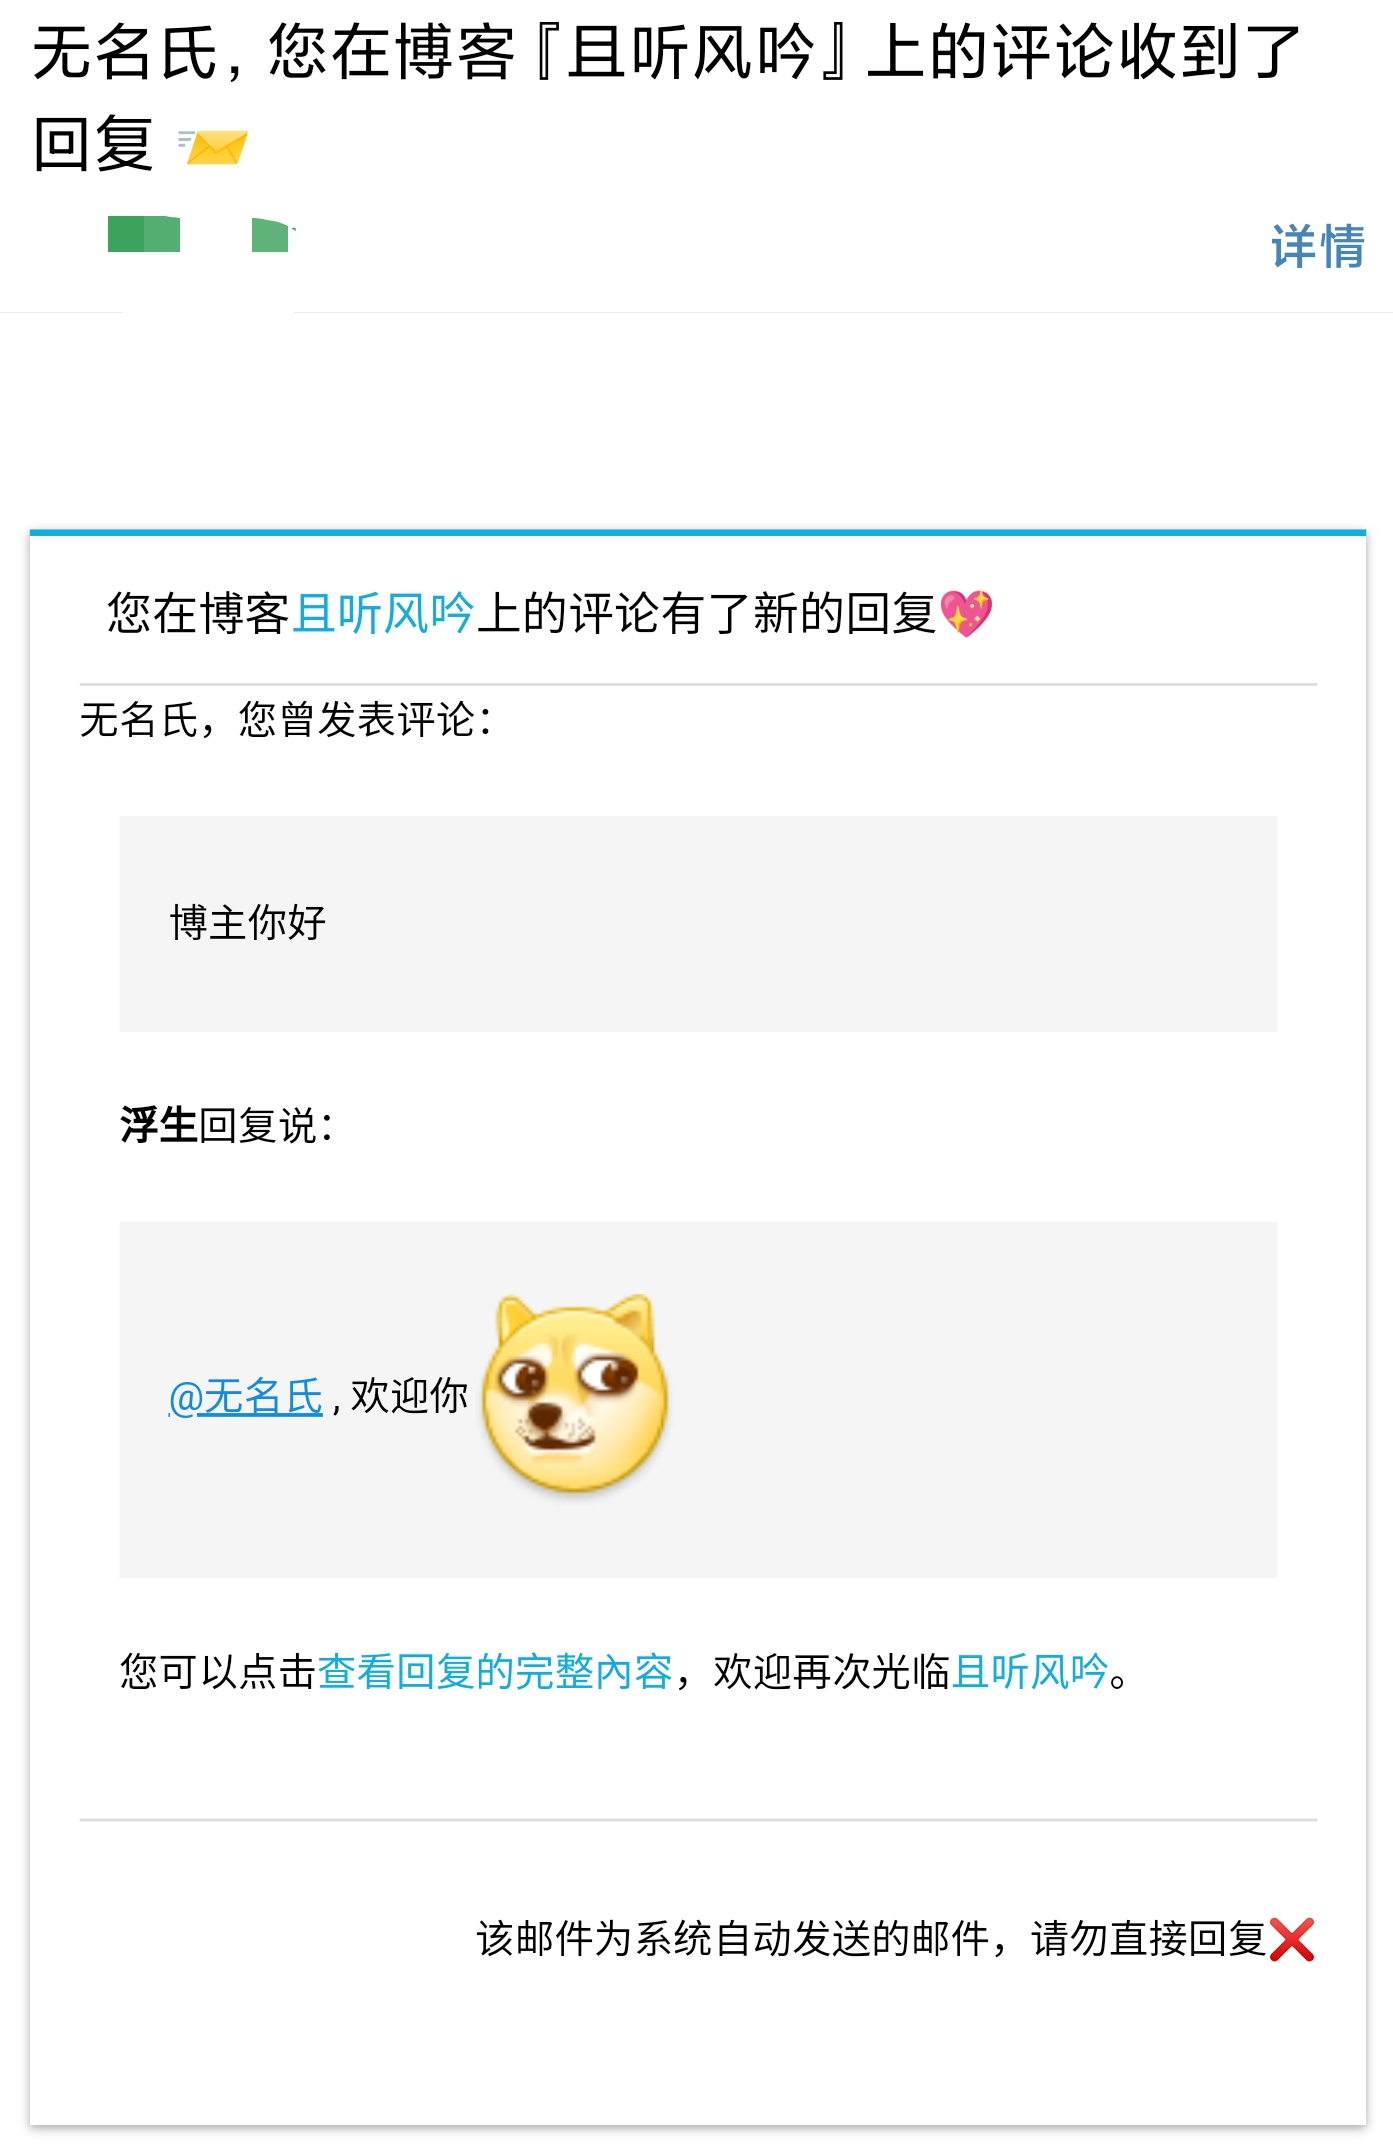 无名氏, 您在博客『且听风吟』上的评论收到了
回复 📨
详情
您在博客且听风吟上的评论有了新的回复💖
无名氏，您曾发表评论：
博主你好
浮生回复说：
@无名氏 , 欢迎你
您可以点击查看回复的完整內容，欢迎再次光临且听风吟。
该邮件为系统自动发送的邮件，请勿直接回复❌